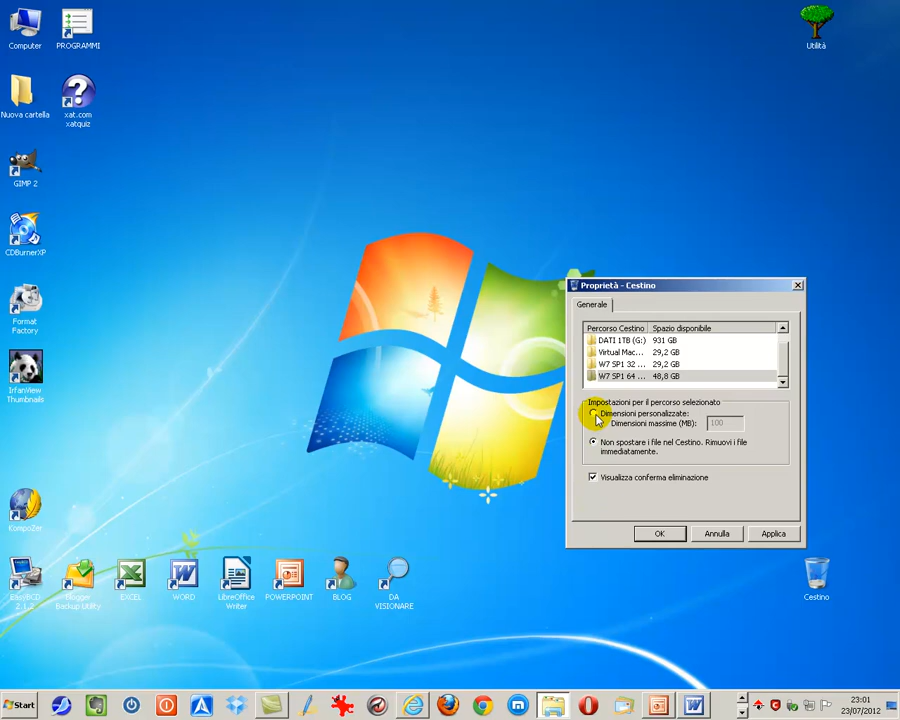 Computer
PROGRAMMI
Utilità
Nuova cartella
xat.com
xatquiz
GIMP 2
CDBurnerXP
Format
Factory
IrfanView
Thumbnails
Proprietà - Cestino
Generale
Percorso Cestino Spazio disponibile
DATI 1TB (G:) 931 GB
Virtual Mac... 29,2 GB
W7 SP1 32 ... 29,2 GB
W7 SP1 64 ... 48,8 GB
Impostazioni per il percorso selezionato
Dimensioni personalizzate:
Dimensioni massime (MB): 100
Non spostare i file nel Cestino. Rimuovi i file
immediatamente.
Visualizza conferma eliminazione
OK Annulla Applica
KompoZer
EasyBCD
2.1.2
Blogger
Backup Utility
EXCEL
WORD
LibreOffice
Writer
POWERPOINT
BLOG
DA
VISIONARE
Cestino
Start
23:01
23/07/2012